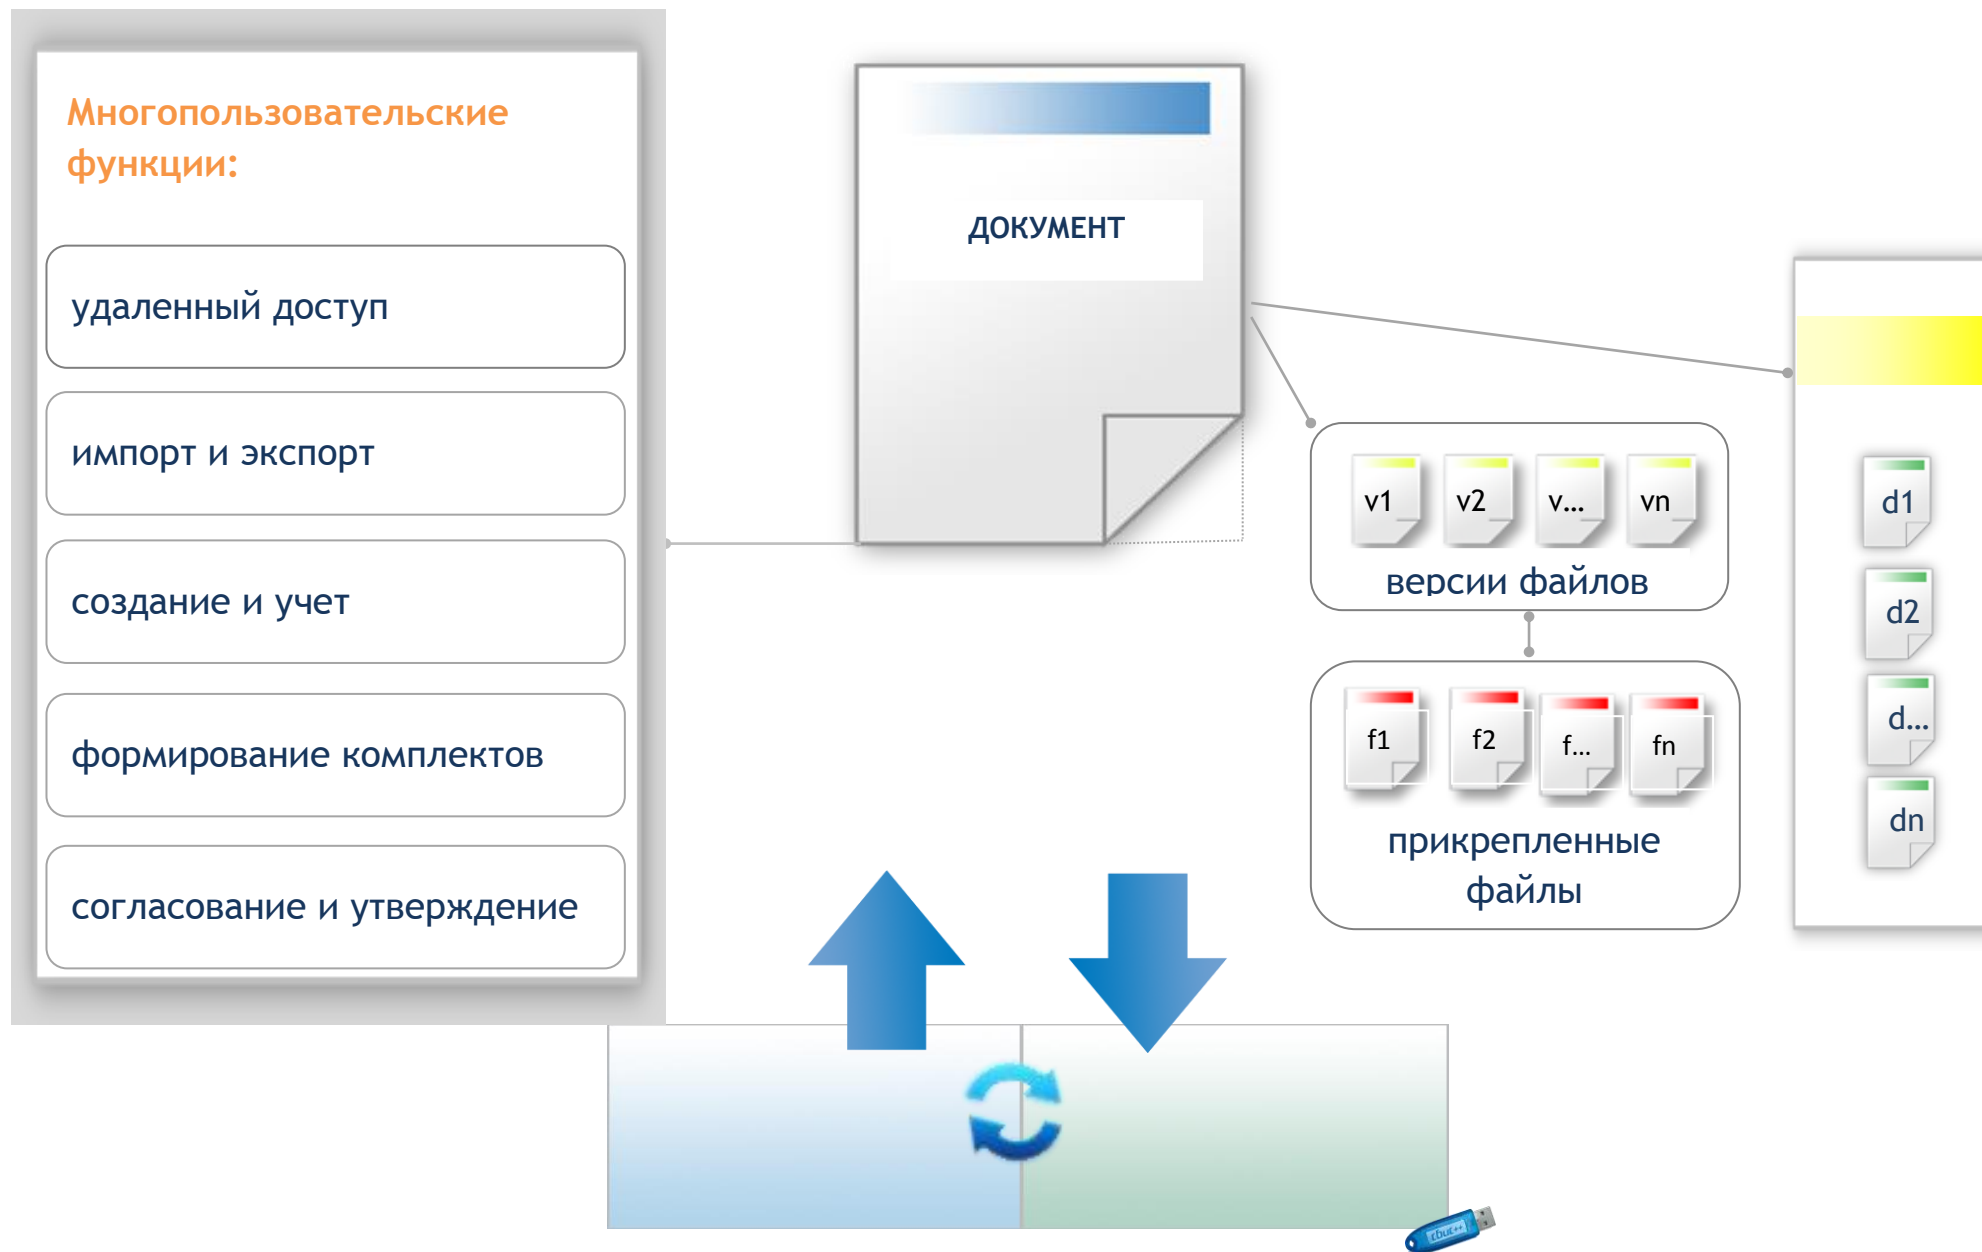 Многопользовательские
функции:
удаленный доступ
импорт и экспорт
создание и учет
формирование комплектов
согласование и утверждение
ДОКУМЕНТ
v1 v2 v... vn
версии файлов
f1 f2 f... fn
прикрепленные
файлы
d1
d2
d...
dn